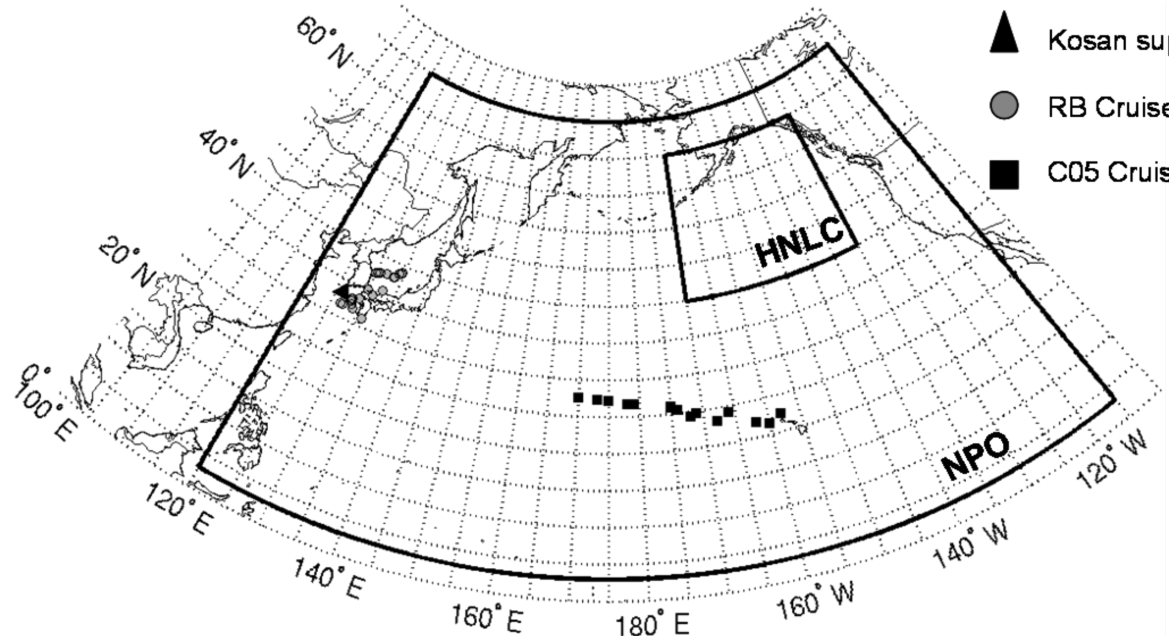 60° N
40° N
20° N
0°
100° E
120° E
140° E
160° E
180° E
160° W
140° W
120° W
HNLC
NPO
Kosan sup
RB Cruise
C05 Cruis